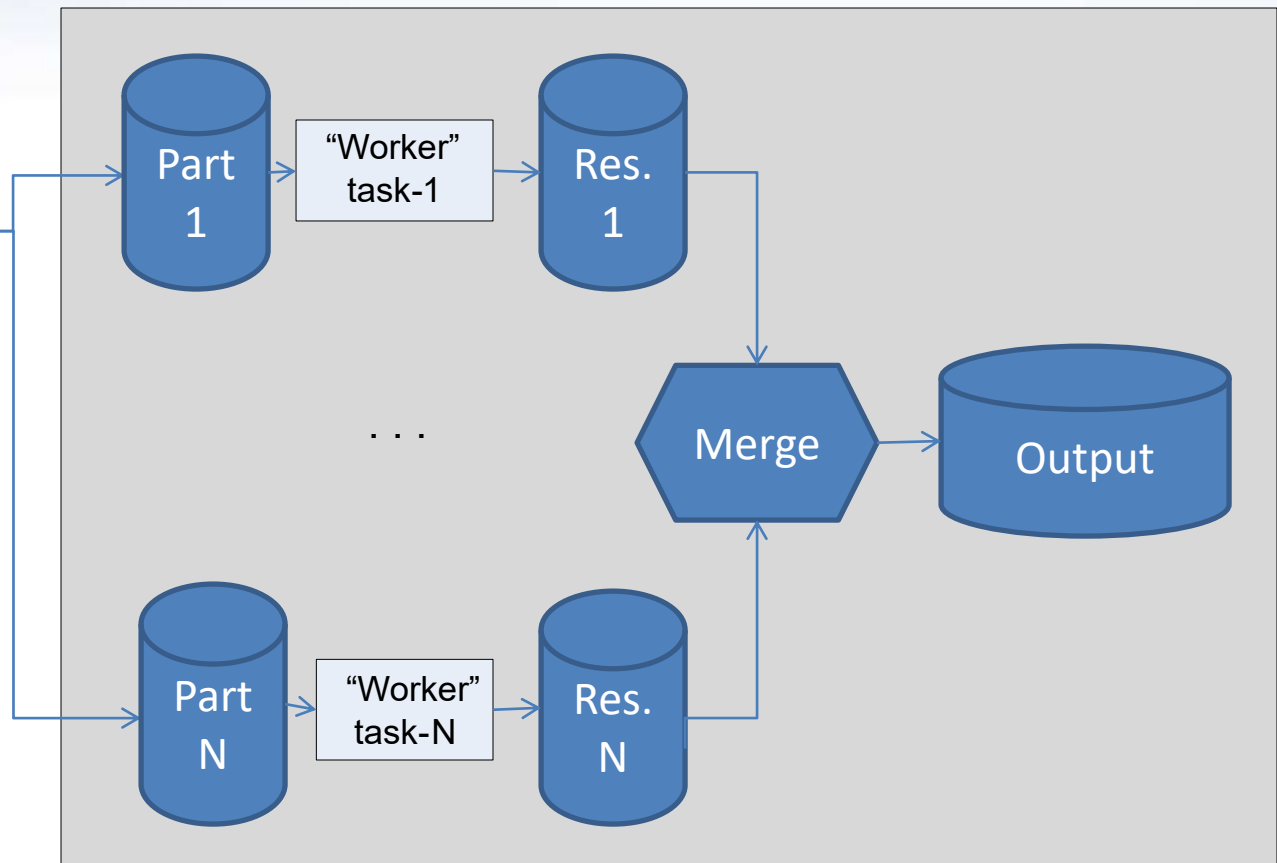 Part
1
“Worker”
task-1
Res.
1
. . .
Merge
Output
Part
N
“Worker”
task-N
Res.
N